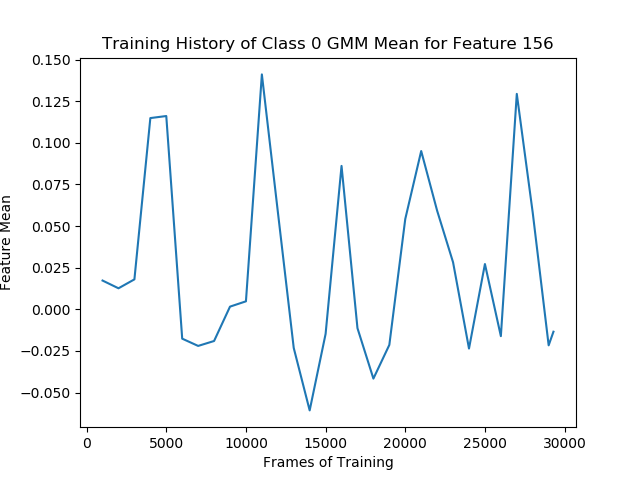 Training History of Class 0 GMM Mean for Feature 156
0.150
0.125
0.100
0.075
0.050
0.025
0.000
−0.025
−0.050
Feature Mean
0 5000 10000 15000 20000 25000 30000
Frames of Training